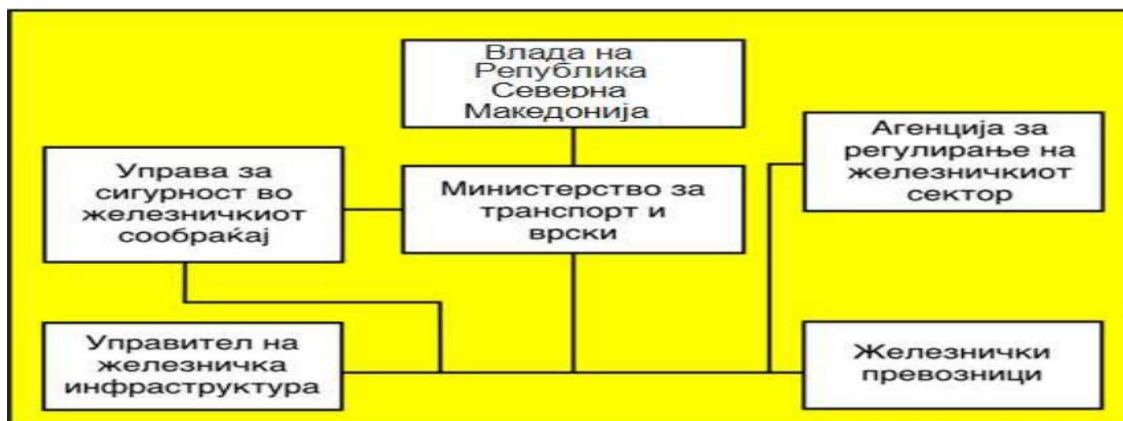 Влада на
Република
Северна
Македонија
Агенција за
регулирање на
железничкиот
сектор
Управа за
сигурност во
железничкиот
сообраќај
Министерство за
транспорт и
врски
Управител на
железничка
инфраструктура
Железнички
превозници